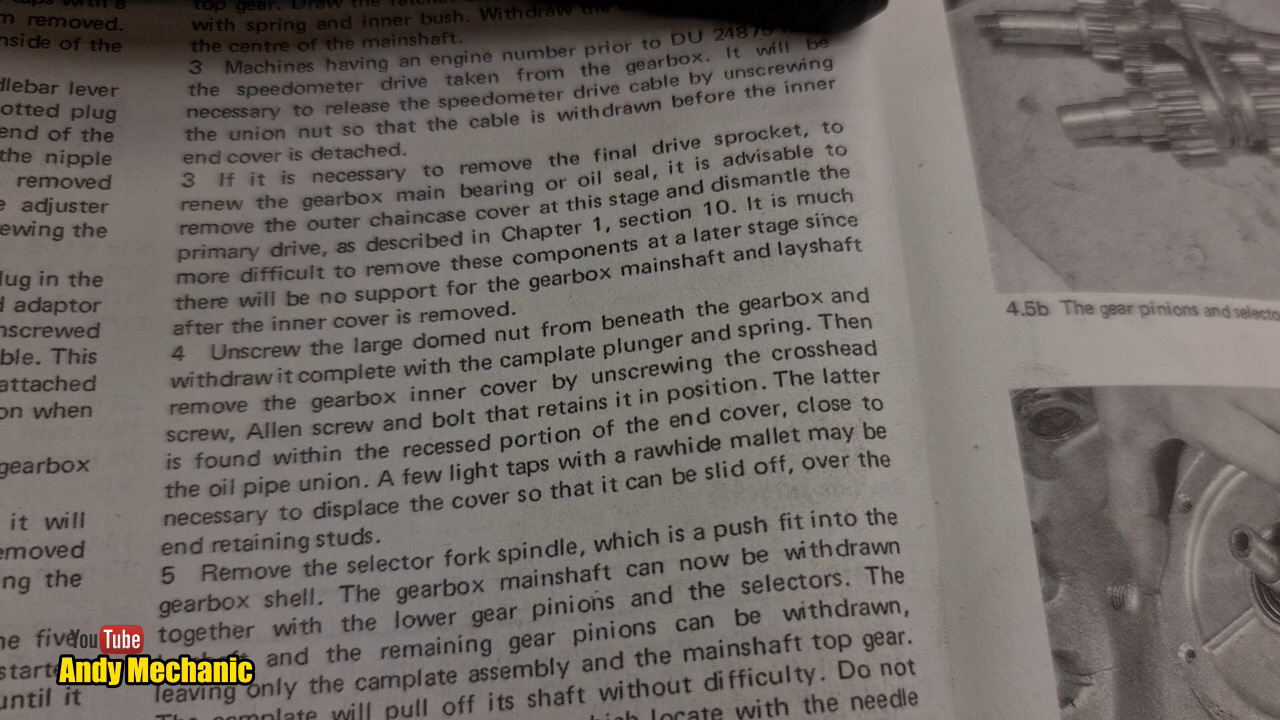 m removed.
nside of the
dlebar lever
otted plug
end of the
the nipple
removed
e adjuster
ewing the
lug in the
d adaptor
nscrewed
ble. This
attached
on when
gearbox
it will
emoved
ng the
he five
starte
until it
top gear. Draw the
with spring and inner bush. Withdraw the
the centre of the mainshaft.
3 Machines having an engine number prior to DU 24875
the speedometer drive taken from the gearbox. It will be
necessary to release the speedometer drive cable by unscrewing
the union nut so that the cable is withdrawn before the inner
end cover is detached.
3 If it is necessary to remove the final drive sprocket, to
renew the gearbox main bearing or oil seal, it is advisable to
remove the outer chaincase cover at this stage and dismantle the
primary drive, as described in Chapter 1, section 10. It is much
more difficult to remove these components at a later stage since
there will be no support for the gearbox mainshaft and layshaft
after the inner cover is removed.
4 Unscrew the large domed nut from beneath the gearbox and
withdraw it complete with the camplate plunger and spring. Then
remove the gearbox inner cover by unscrewing the crosshead
screw, Allen screw and bolt that retains it in position. The latter
is found within the recessed portion of the end cover, close to
the oil pipe union. A few light taps with a rawhide mallet may be
necessary to displace the cover so that it can be slid off, over the
end retaining studs.
5 Remove the selector fork spindle, which is a push fit into the
gearbox shell. The gearbox mainshaft can now be withdrawn
together with the lower gear pinions and the selectors. The
and the remaining gear pinions can be withdrawn,
leaving only the camplate assembly and the mainshaft top gear.
The camplate will pull off its shaft without difficulty. Do not
locate with the needle
4.5b The gear pinions and selecto
YouTube
Andy Mechanic